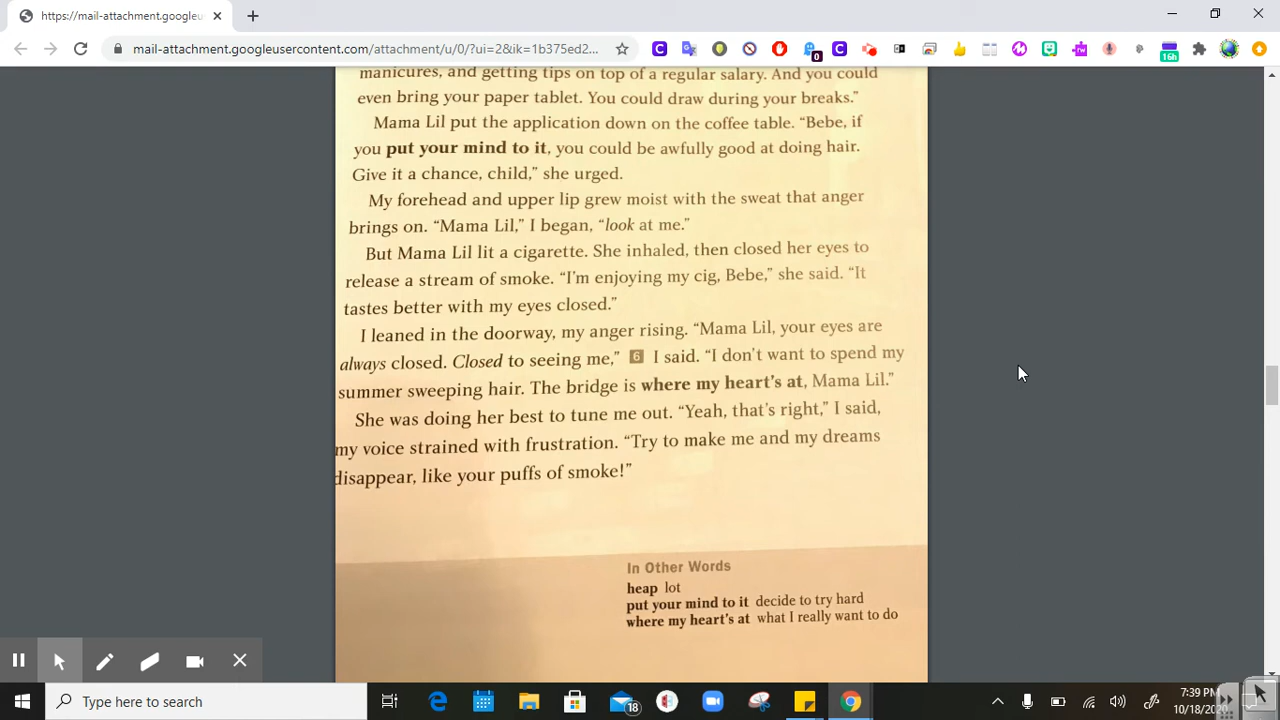 https://mail-attachment.googleu
mail-attachment.googleusercontent.com/attachment/u/0/?ui=2&ik=1b375ed2...
0
16h
manicures, and getting tips on top of a regular salary. And you could
even bring your paper tablet. You could draw during your breaks.”
Mama Lil put the application down on the coffee table. “Bebe, if
you put your mind to it, you could be awfully good at doing hair.
Give it a chance, child,” she urged.
My forehead and upper lip grew moist with the sweat that anger
brings on. “Mama Lil,” I began, “look at me.”
But Mama Lil lit a cigarette. She inhaled, then closed her eyes to
release a stream of smoke. “I’m enjoying my cig, Bebe,” she said. “It
tastes better with my eyes closed.”
I leaned in the doorway, my anger rising. “Mama Lil, your eyes are
always closed. Closed to seeing me,” 6 I said. “I don’t want to spend my
summer sweeping hair. The bridge is where my heart’s at, Mama Lil.”
She was doing her best to tune me out. “Yeah, that’s right,” I said,
my voice strained with frustration. “Try to make me and my dreams
disappear, like your puffs of smoke!”
In Other Words
heap lot
put your mind to it decide to try hard
where my heart’s at what I really want to do
Type here to search
18
7:39 PM
10/18/20